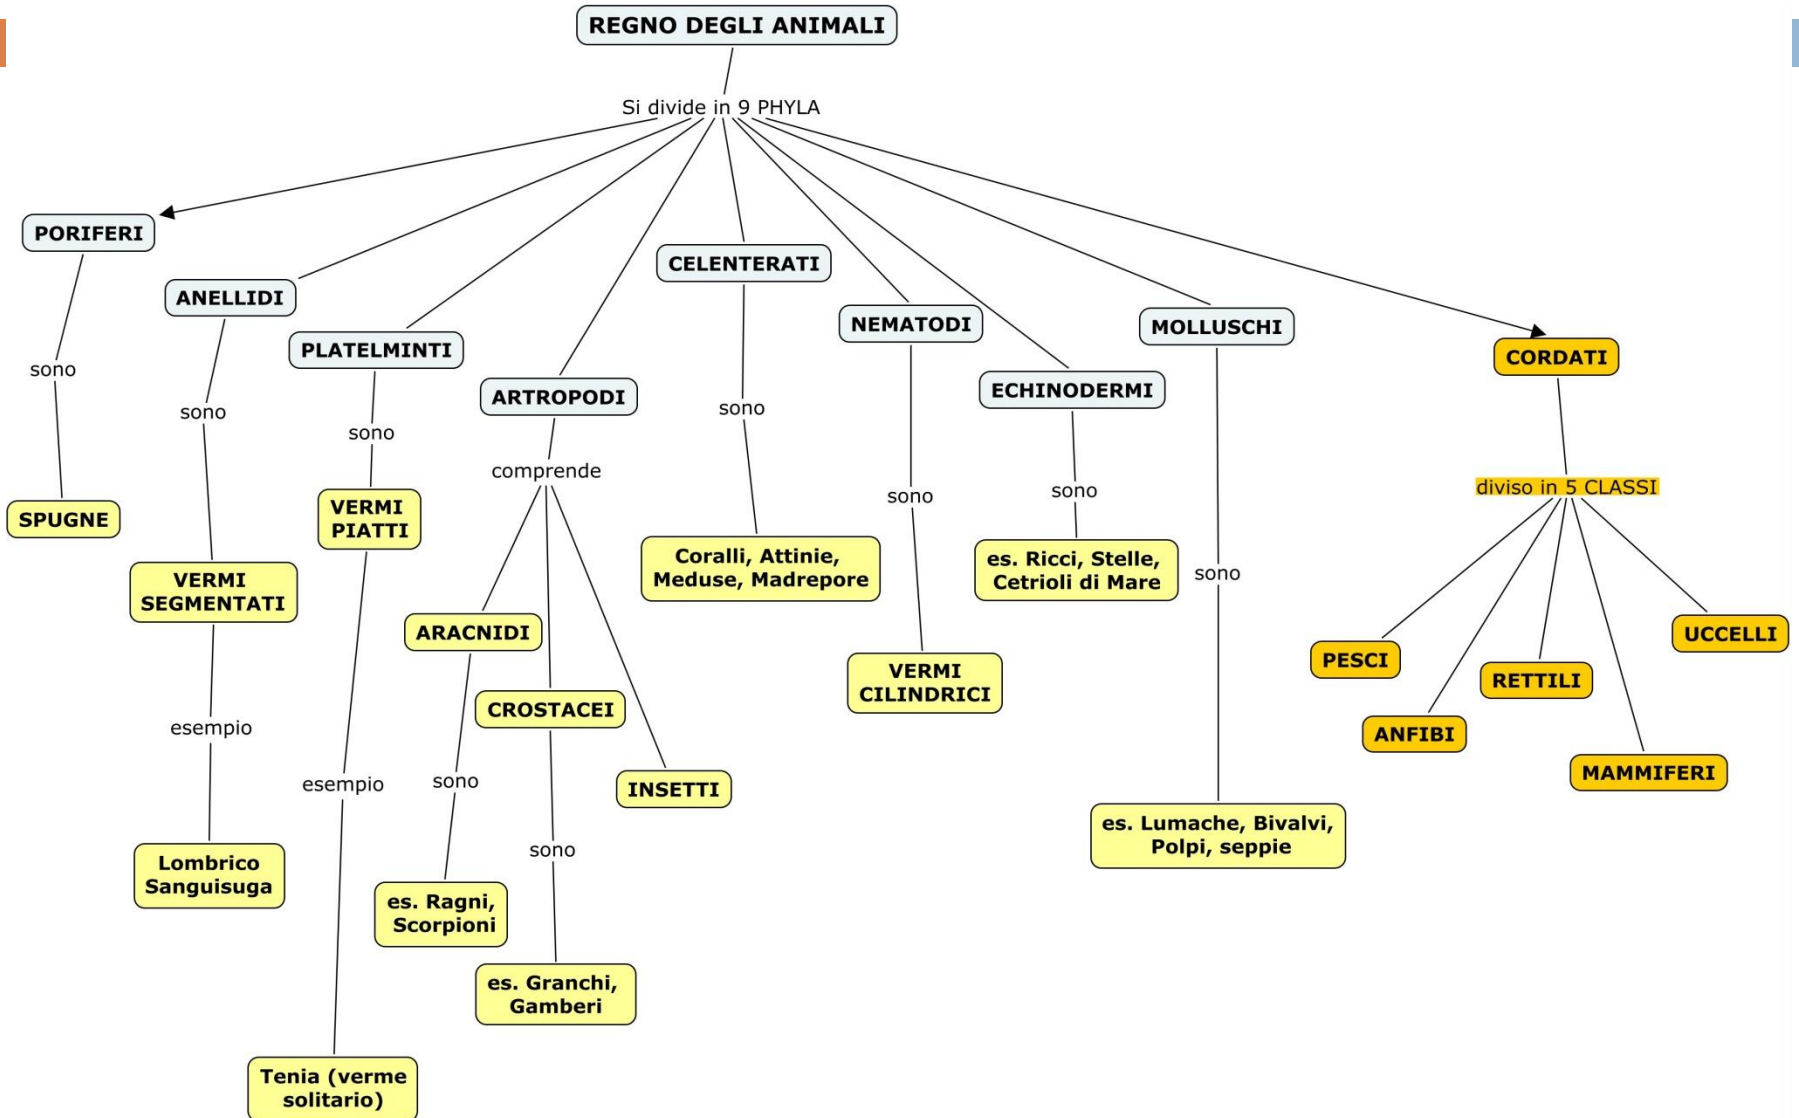 REGNO DEGLI ANIMALI
Si divide in 9 PHYLA
PORIFERI
sono
SPUGNE
ANELLIDI
sono
VERMI
SEGMENTATI
esempio
Lombrico
Sanguisuga
PLATELMINTI
sono
VERMI
PIATTI
esempio
Tenia (verme
solitario)
ARTROPODI
comprende
ARACNIDI
sono
es. Ragni,
Scorpioni
CROSTACEI
sono
es. Granchi,
Gamberi
INSETTI
CELENTERATI
sono
Coralli, Attinie,
Meduse, Madrepore
NEMATODI
sono
VERMI
CILINDRICI
ECHINODERMI
sono
es. Ricci, Stelle,
Cetrioli di Mare
MOLLUSCHI
sono
es. Lumache, Bivalvi,
Polpi, seppie
CORDATI
diviso in 5 CLASSI
PESCI
ANFIBI
RETTILI
MAMMIFERI
UCCELLI